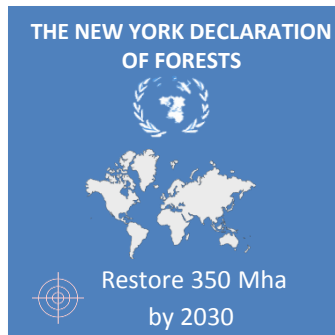 THE NEW YORK DECLARATION
OF FORESTS
Restore 350 Mha
by 2030